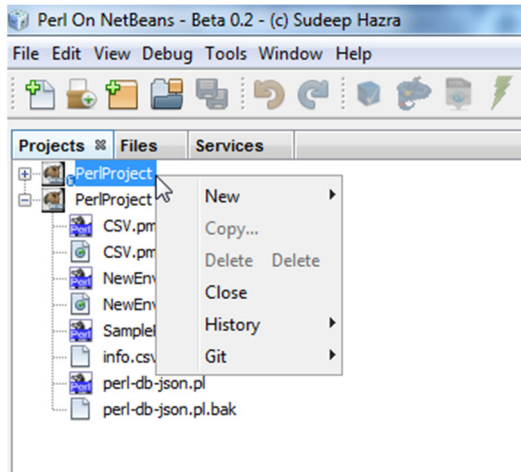 Perl On NetBeans - Beta 0.2 - (c) Sudeep Hazra
File Edit View Debug Tools Window Help
Projects Files Services
PerlProject
PerlProject
CSV.pm
CSV.pm
NewEnv
NewEnv
info.csv
perl-db-json.pl
perl-db-json.pl.bak
New
Copy...
Delete Delete
Close
History
Git